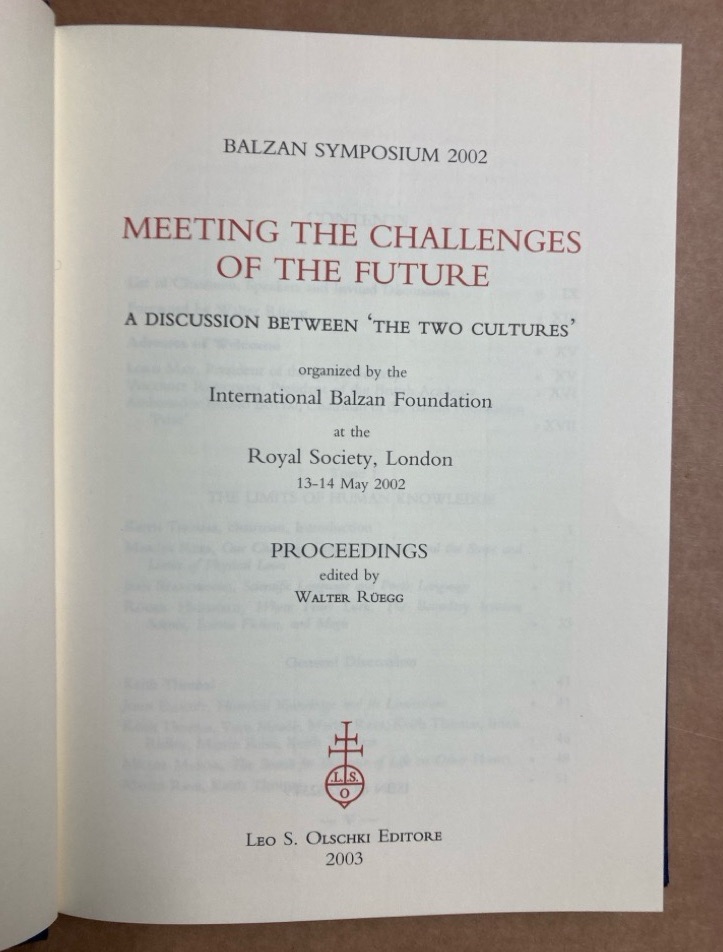 BALZAN SYMPOSIUM 2002
MEETING THE CHALLENGES
OF THE FUTURE
A DISCUSSION BETWEEN ‘THE TWO CULTURES’
organized by the
International Balzan Foundation
at the
Royal Society, London
13-14 May 2002
PROCEEDINGS
edited by
WALTER RÜEGG
L. S.
O
LEO S. OLSCHKI EDITORE
2003